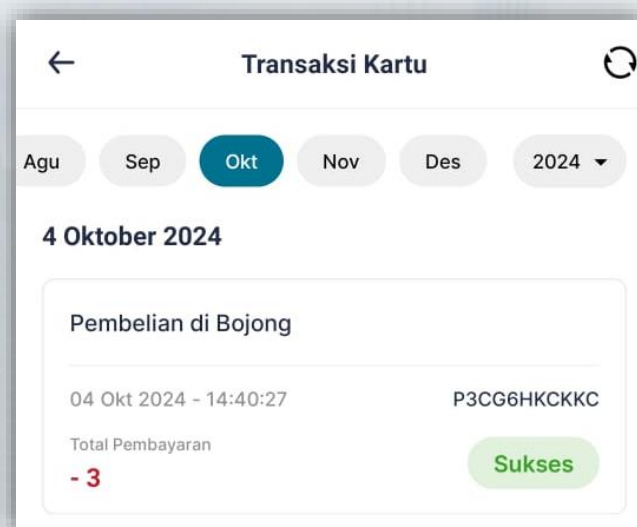 Transaksi Kartu
Agu Sep Okt Nov Des 2024
4 Oktober 2024
Pembelian di Bojong
04 Okt 2024 - 14:40:27 P3CG6HKCKKC
Total Pembayaran
- 3
Sukses